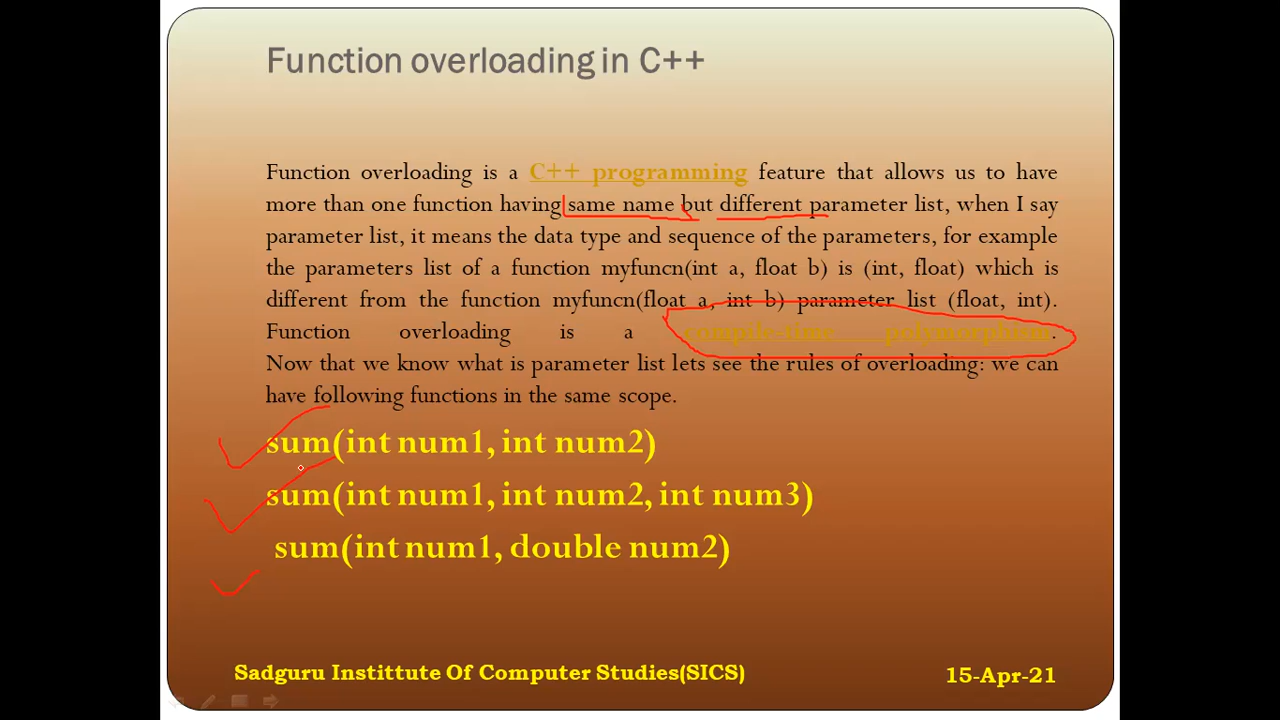 Function overloading in C++
Function overloading is a C++ programming feature that allows us to have
more than one function having same name but different parameter list, when I say
parameter list, it means the data type and sequence of the parameters, for example
the parameters list of a function myfuncn(int a, float b) is (int, float) which is
different from the function myfuncn(float a, int b) parameter list (float, int).
Function overloading is a compile-time polymorphism.
Now that we know what is parameter list lets see the rules of overloading: we can
have following functions in the same scope.
sum(int num1, int num2)
sum(int num1, int num2, int num3)
sum(int num1, double num2)
Sadguru Instittute Of Computer Studies(SICS)
15-Apr-21